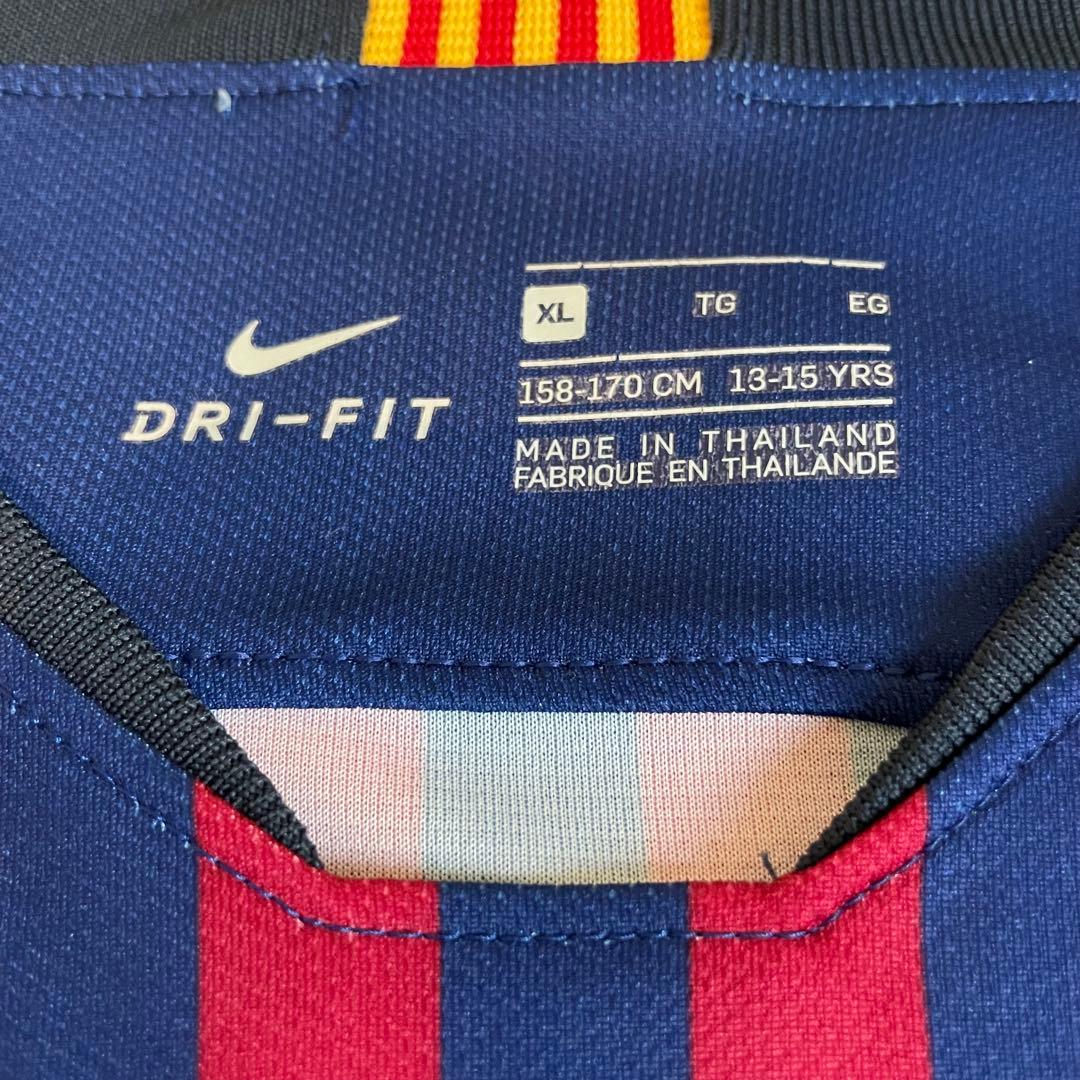 DRI-FIT
XL TG EG
158-170 CM 13-15 YRS
MADE IN THAILAND
FABRIQUE EN THAILANDE